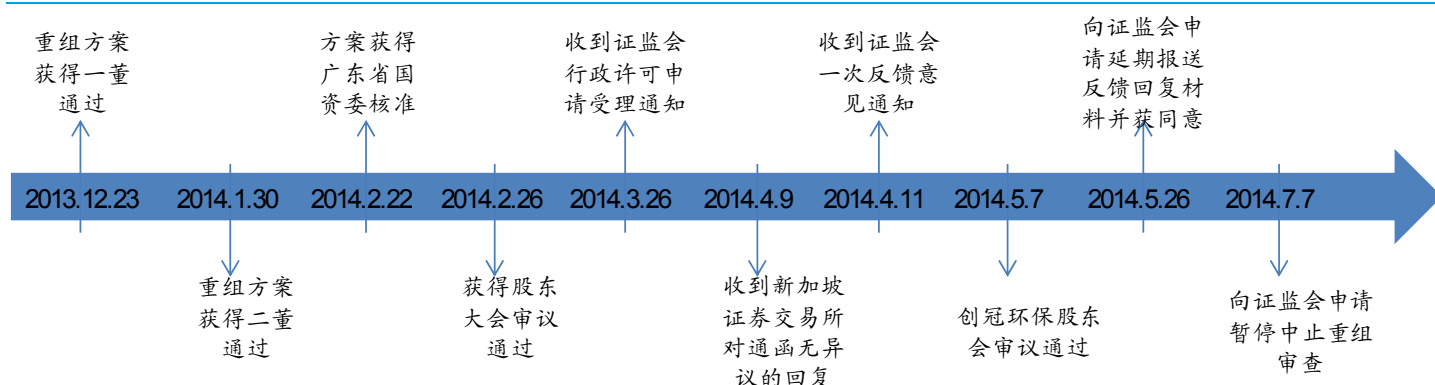 重组方案
获得一董
通过
方案获得
广东省国
资委核准
收到证监会
行政许可申
请受理通知
收到证监会
一次反馈意
见通知
向证监会申
请延期报送
反馈回复材
料并获同意
2013.12.23
2014.1.30
2014.2.22
2014.2.26
2014.3.26
2014.4.9
2014.4.11
2014.5.7
2014.5.26
2014.7.7
重组方案
获得二董
通过
获得股东
大会审议
通过
收到新加坡
证券交易所
对通函无异
议的回复
创冠环保股东
会审议通过
向证监会申请
暂停中止重组
审查